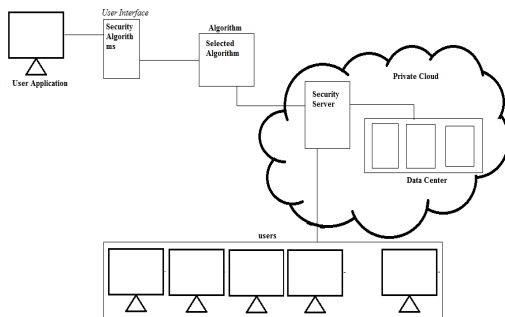 User Interface
Security
Algorith
ms
User Application
Algorithm
Selected
Algorithm
Private Cloud
Security
Server
Data Center
users